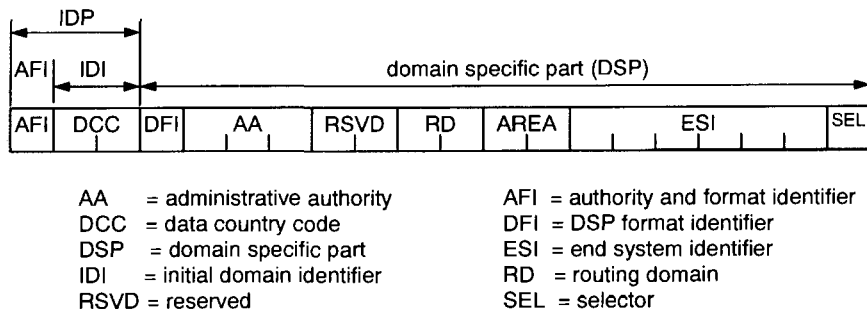 IDP
AFI IDI domain specific part (DSP)
AFI DCC DFI AA RSVD RD AREA ESI SEL
AA = administrative authority
DCC = data country code
DSP = domain specific part
IDI = initial domain identifier
RSVD = reserved
AFI = authority and format identifier
DFI = DSP format identifier
ESI = end system identifier
RD = routing domain
SEL = selector